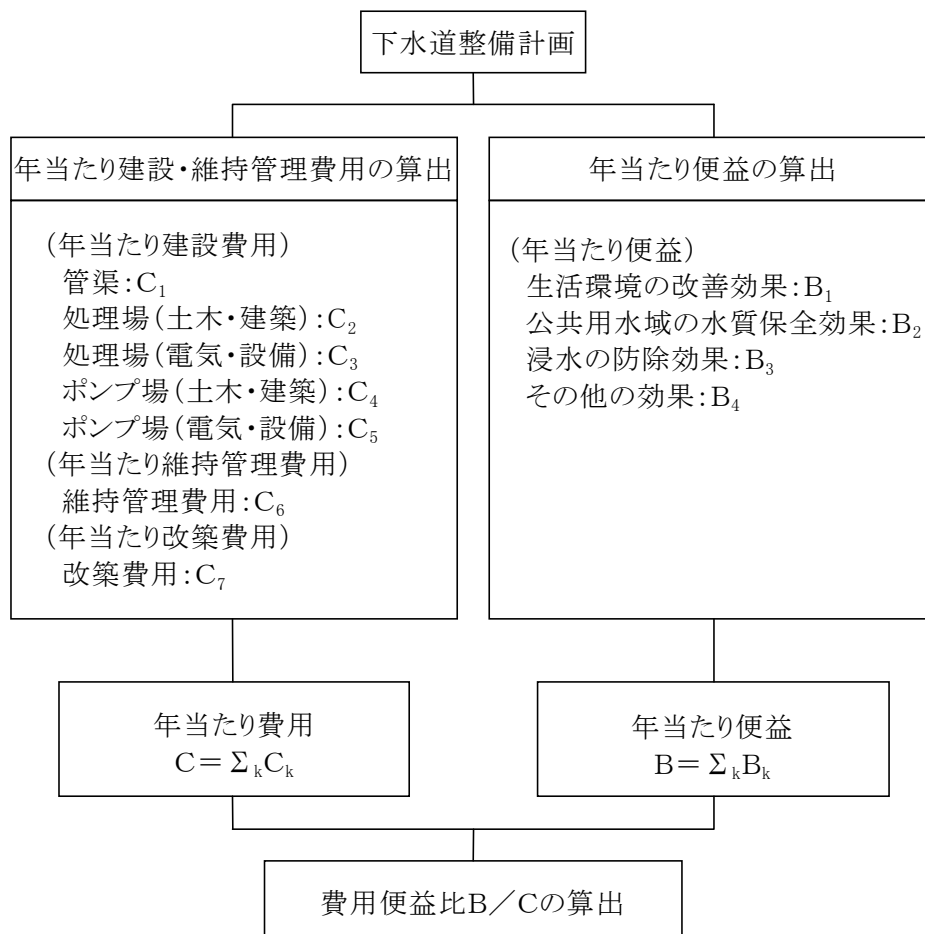 下水道整備計画
年当たり建設・維持管理費用の算出
(年当たり建設費用)
管渠:C₁
処理場(土木・建築):C₂
処理場(電気・設備):C₃
ポンプ場(土木・建築):C₄
ポンプ場(電気・設備):C₅
(年当たり維持管理費用)
維持管理費用:C₆
(年当たり改築費用)
改築費用:C₇
年当たり便益の算出
(年当たり便益)
生活環境の改善効果:B₁
公共用水域の水質保全効果:B₂
浸水の防除効果:B₃
その他の効果:B₄
年当たり費用
C=ΣₖCₖ
年当たり便益
B=ΣₖBₖ
費用便益比B/Cの算出